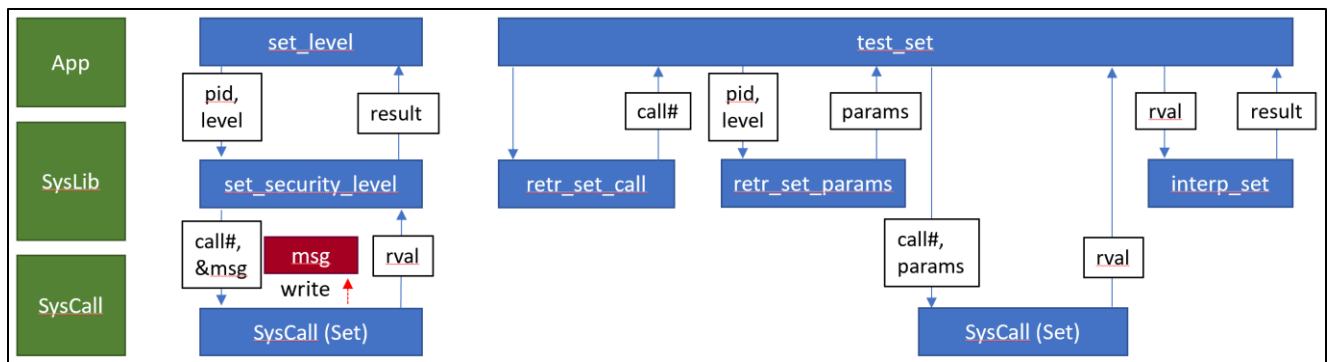 App
set_level
test_set
pid,
level
result
call#
pid,
level
params
rval
result
SysLib
set_security_level
retr_set_call
retr_set_params
interp_set
call#,
&msg
msg
write
rval
call#,
params
rval
SysCall
SysCall (Set)
SysCall (Set)